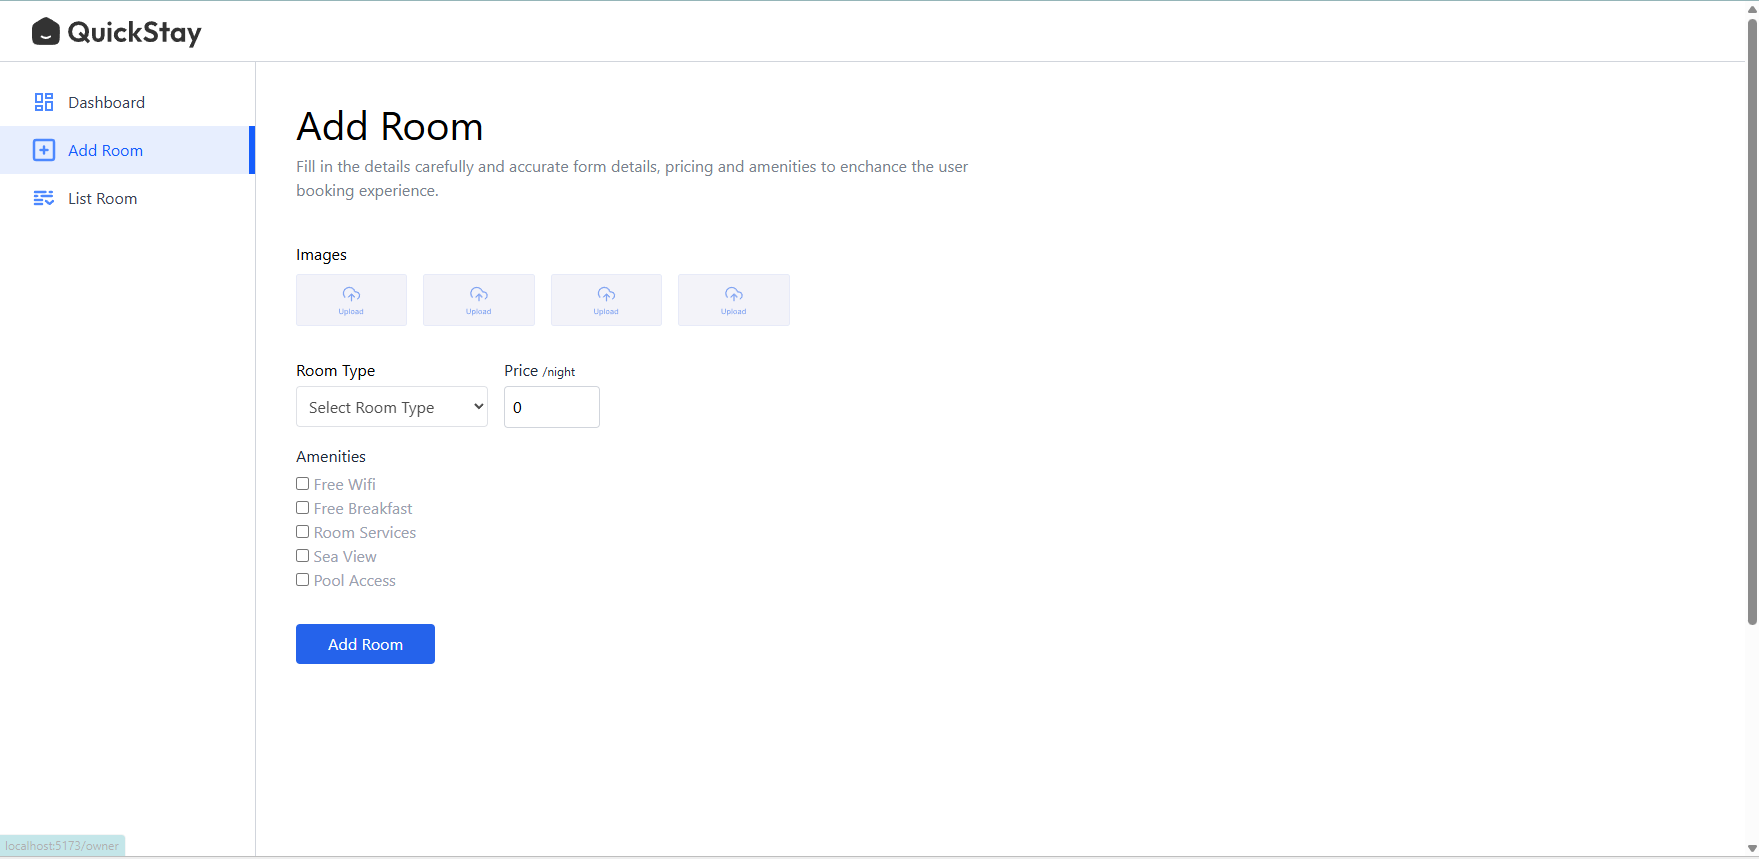 QuickStay
Dashboard
Add Room
List Room
Add Room
Fill in the details carefully and accurate form details, pricing and amenities to enchance the user
booking experience.
Images
Upload Upload Upload Upload
Room Type Price /night
Select Room Type 0
Amenities
Free Wifi
Free Breakfast
Room Services
Sea View
Pool Access
Add Room
localhost:5173/owner